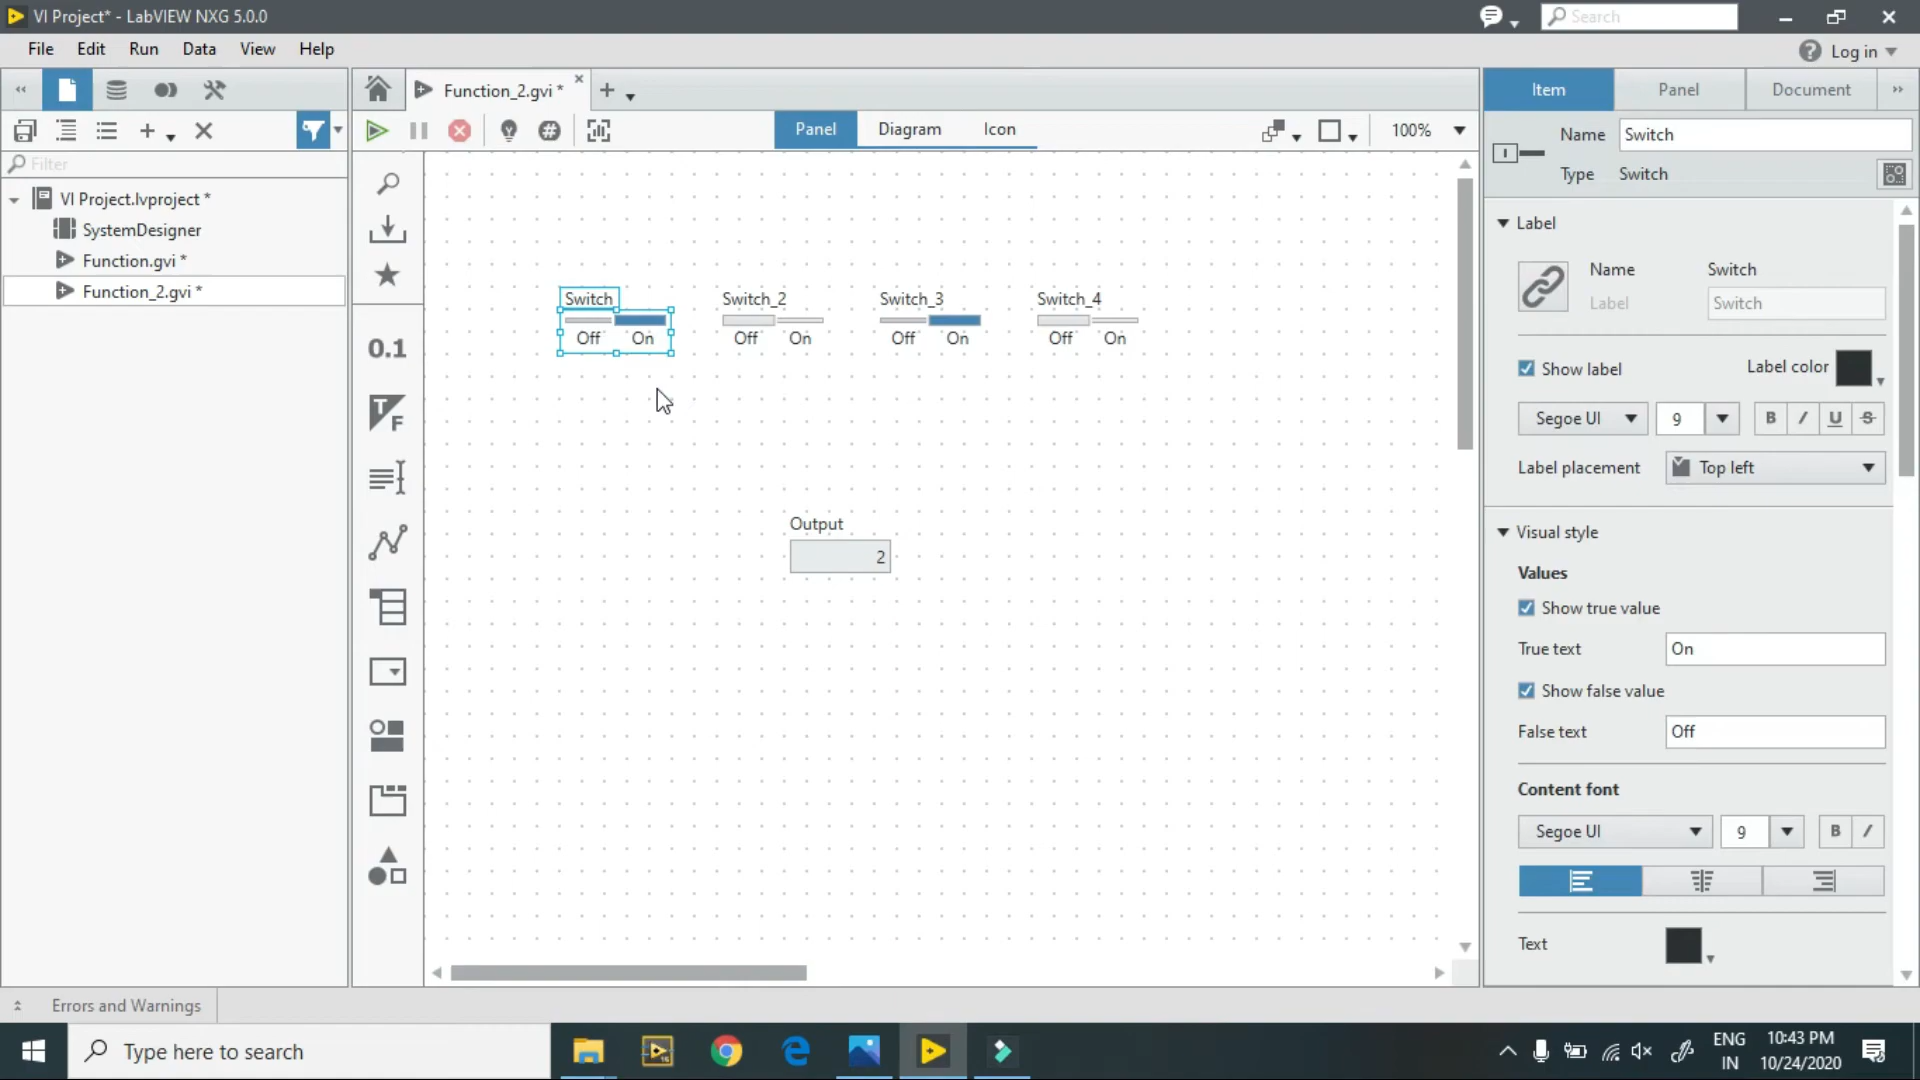 VI Project* - LabVIEW NXG 5.0.0
Search
File Edit Run Data View Help
Log in
Function_2.gvi *
Item Panel Document
Panel Diagram Icon
100%
Name Switch
Type Switch
Filter
VI Project.lvproject *
SystemDesigner
Function.gvi *
Function_2.gvi *
0.1
T F
Switch Switch_2 Switch_3 Switch_4
Off On Off On Off On Off On
Output
2
Label
Name Switch
Label Switch
Show label Label color
Segoe UI 9 B I U S
Label placement Top left
Visual style
Values
Show true value
True text On
Show false value
False text Off
Content font
Segoe UI 9 B I
Text
Errors and Warnings
Type here to search
ENG
IN
10:43 PM
10/24/2020